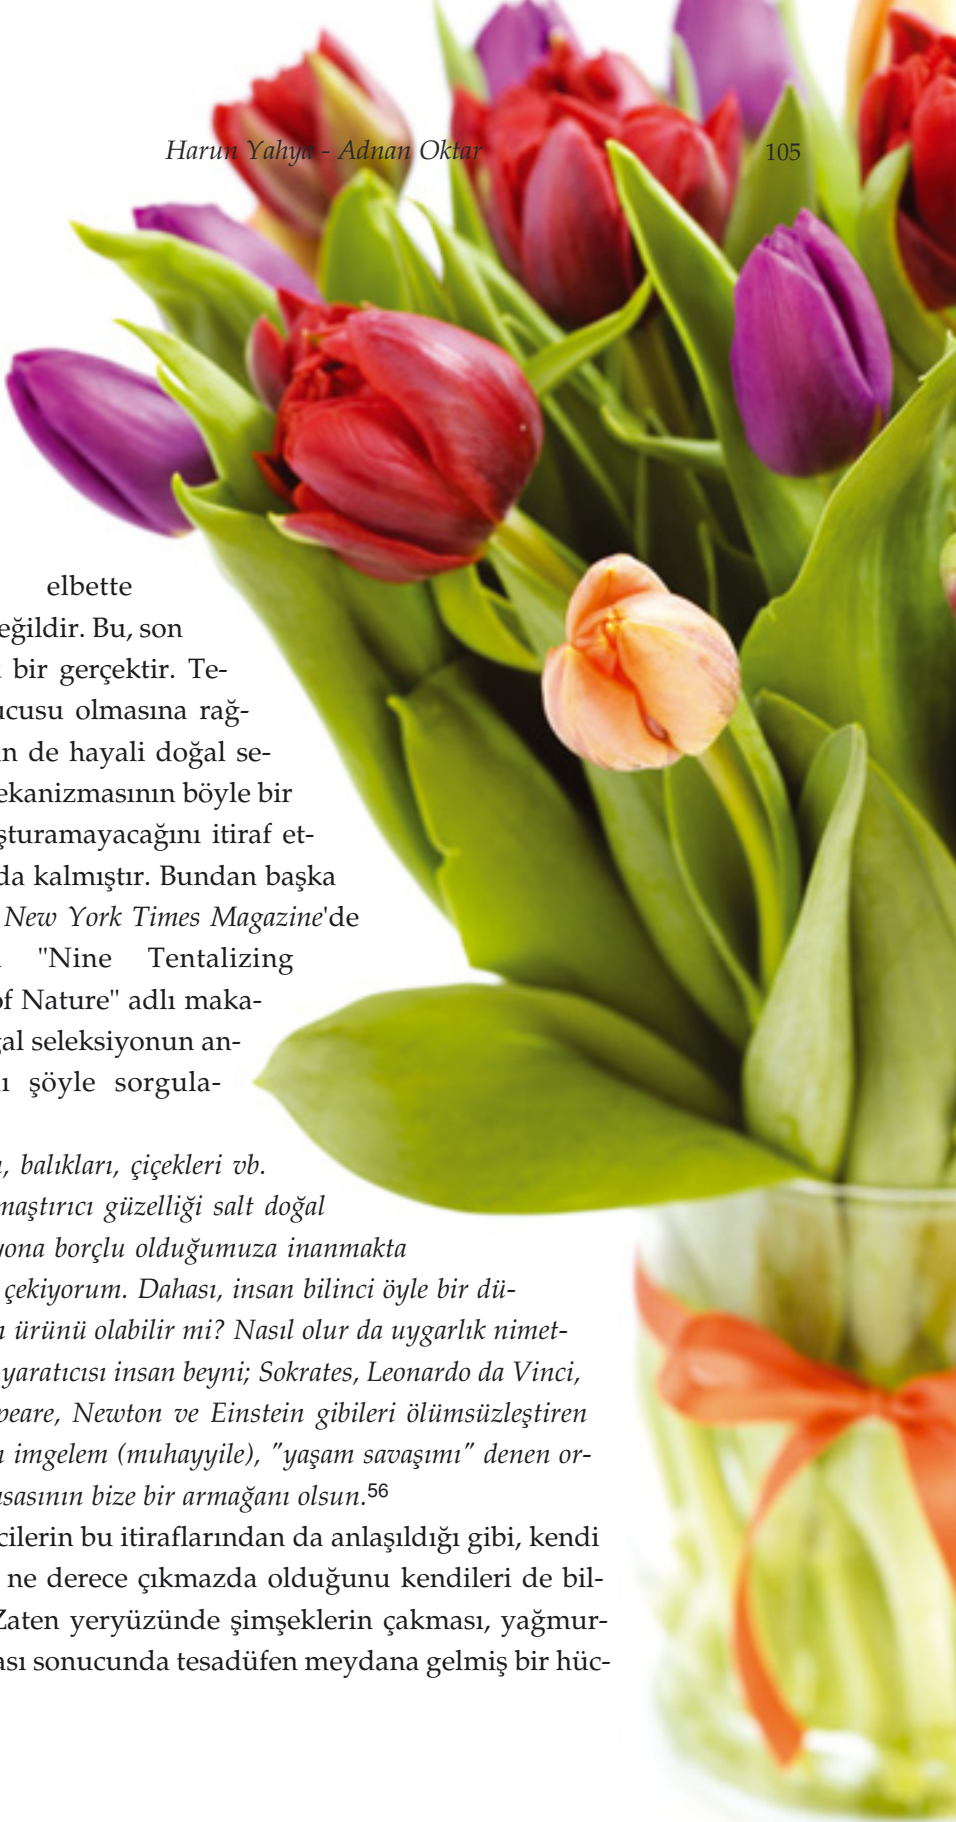 Harun Yahya - Adnan Oktar 105
elbette
eğildir. Bu, son
bir gerçektir. Te-
ucusu olmasına rağ-
n de hayali doğal se-
ekanizmasının böyle bir
şturamayacağını itiraf et-
da kalmıştır. Bundan başka
New York Times Magazine'de
"Nine Tentalizing
of Nature" adlı maka-
al seleksiyonun an-
ı şöyle sorgula-
, balıkları, çiçekleri vb.
maştırıcı güzelliği salt doğal
yona borçlu olduğumuza inanmakta
çekiyorum. Dahası, insan bilinci öyle bir dü-
n ürünü olabilir mi? Nasıl olur da uygarlık nimet-
yaratıcısı insan beyni; Sokrates, Leonardo da Vinci,
peare, Newton ve Einstein gibileri ölümsüzleştiren
imgelem (muhayyile), "yaşam savaşımı" denen or-
asasının bize bir armağanı olsun.56
cilerin bu itiraflarından da anlaşıldığı gibi, kendi
ne derece çıkmazda olduğunu kendileri de bil-
Zaten yeryüzünde şimşeklerin çakması, yağmur-
ası sonucunda tesadüfen meydana gelmiş bir hüc-